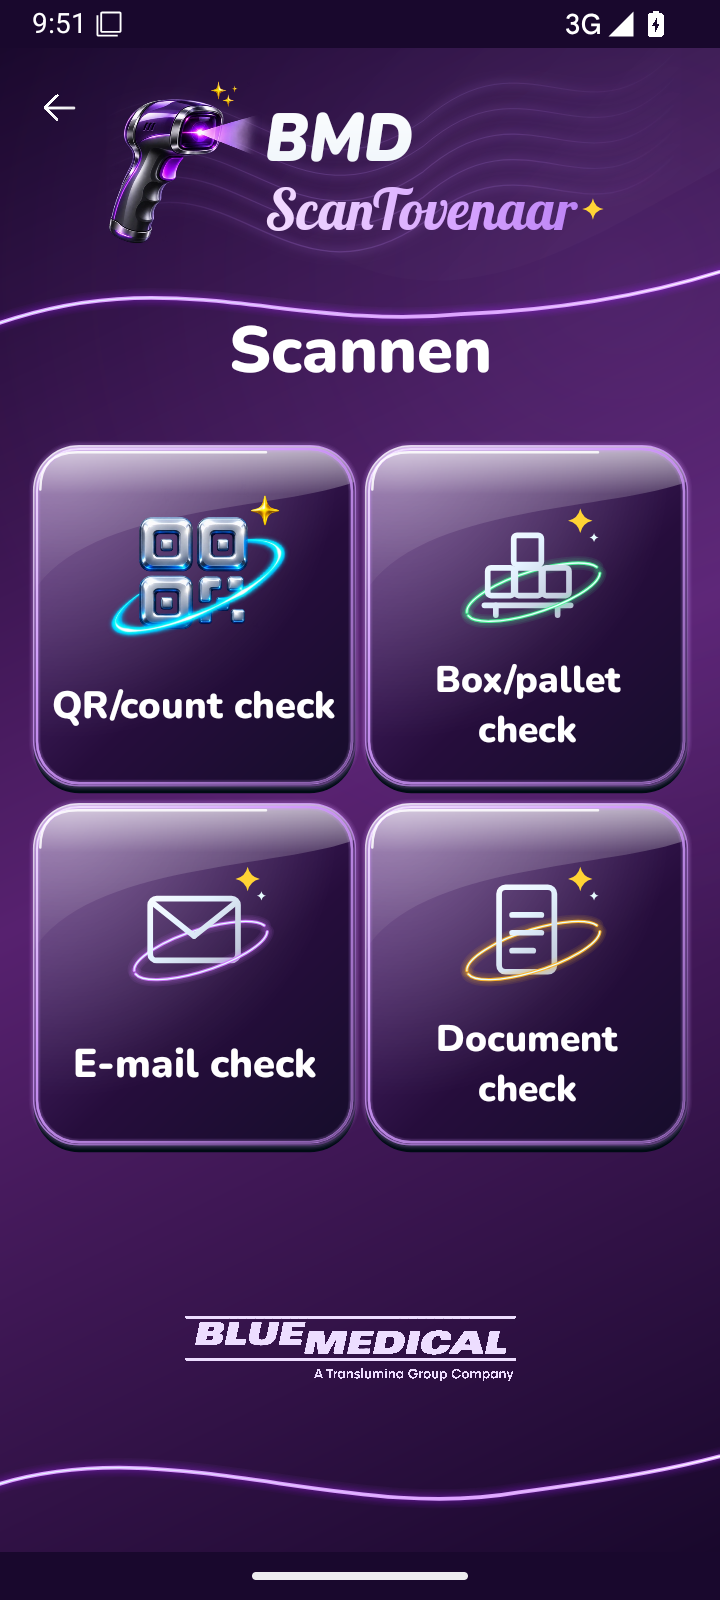 9:51
3G
BMD
ScanTovenaar
Scannen
QR/count check
Box/pallet
check
E-mail check
Document
check
BLUEMEDICAL
A Translumina Group Company